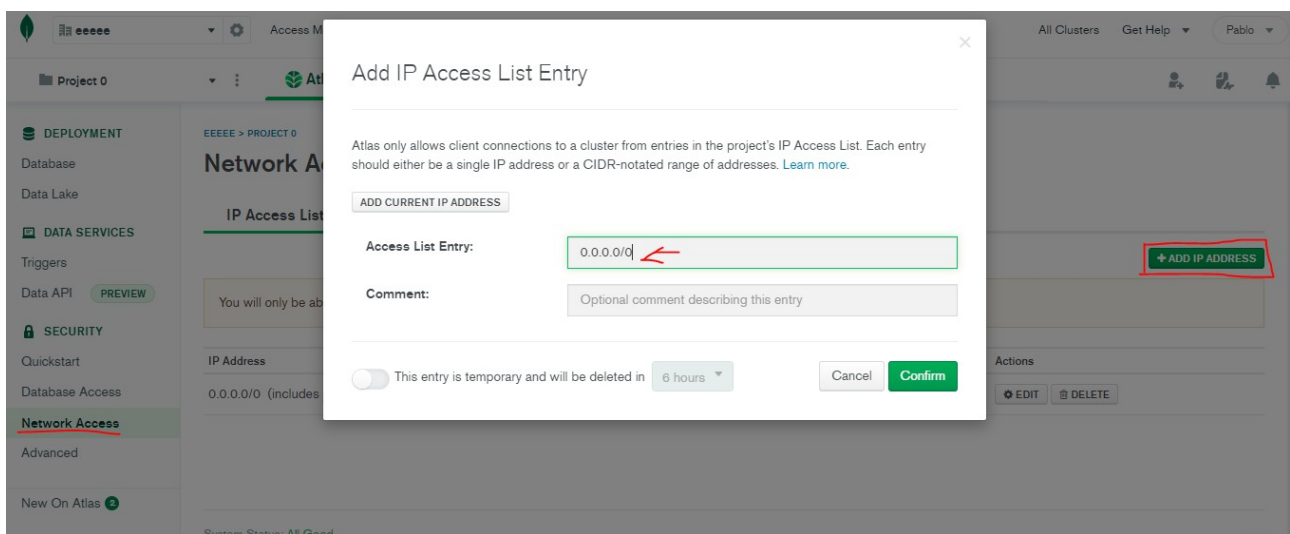 eeeee
Access M
All Clusters
Get Help
Pablo
Project 0
Atl
Add IP Access List Entry
DEPLOYMENT
Database
Data Lake
DATA SERVICES
Triggers
Data API PREVIEW
SECURITY
Quickstart
Database Access
Network Access
Advanced
New On Atlas 2
EEEEE > PROJECT 0
Network A
IP Access List
+ ADD IP ADDRESS
You will only be ab
IP Address
Actions
0.0.0.0/0 (includes
EDIT
DELETE
System Status: All Good
Atlas only allows client connections to a cluster from entries in the project's IP Access List. Each entry
should either be a single IP address or a CIDR-notated range of addresses. Learn more.
ADD CURRENT IP ADDRESS
Access List Entry:
0.0.0.0/0
Comment:
Optional comment describing this entry
This entry is temporary and will be deleted in
6 hours
Cancel
Confirm